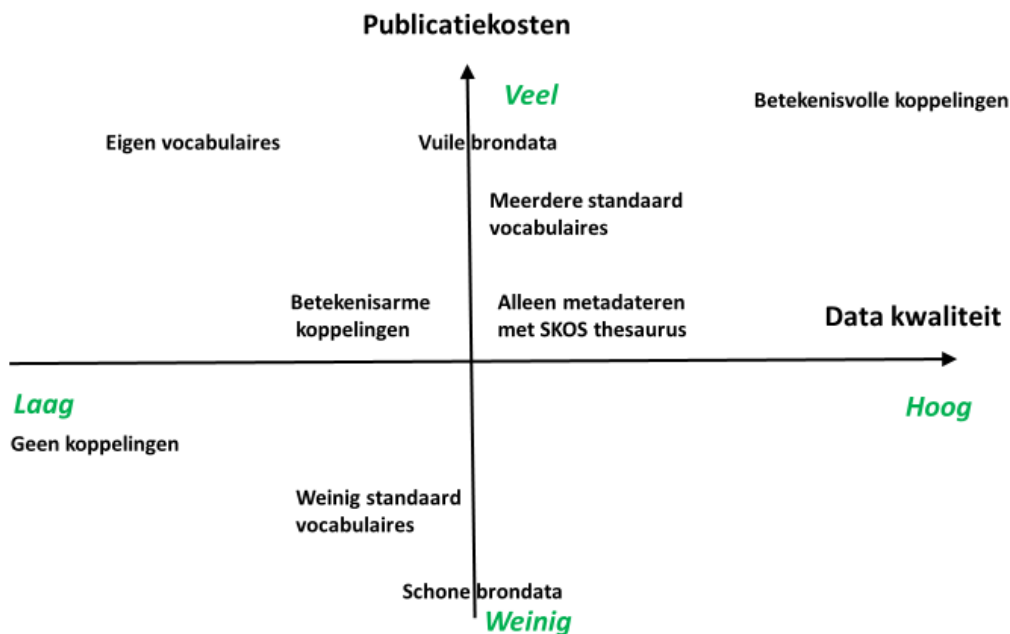 Publicatiekosten
Veel
Betekenisvolle koppelingen
Eigen vocabulaires
Vuile brondata
Meerdere standaard
vocabulaires
Betekenisarme
koppelingen
Alleen metadateren
met SKOS thesaurus
Data kwaliteit
Laag
Hoog
Geen koppelingen
Weinig standaard
vocabulaires
Schone brondata
Weinig